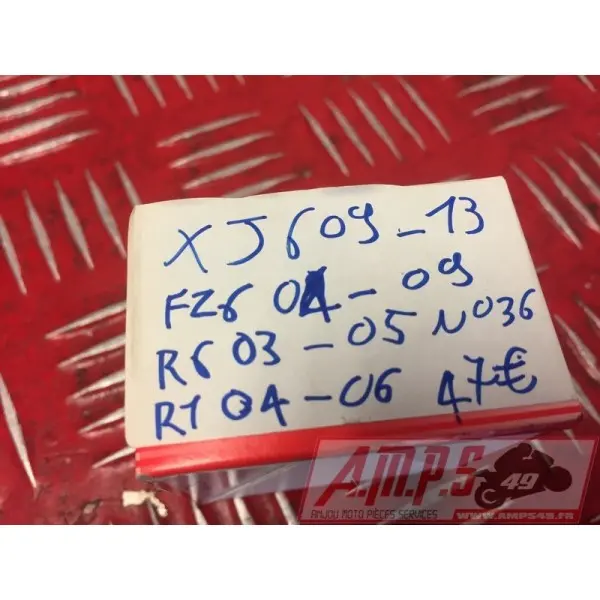 XJ6 09-13
FZ6 04-09
R6 03-05 N036
R1 04-06 47€
A.M.P.S 49
ANJOU MOTO PIÈCES SERVICES
WWW.AMPS49.FR